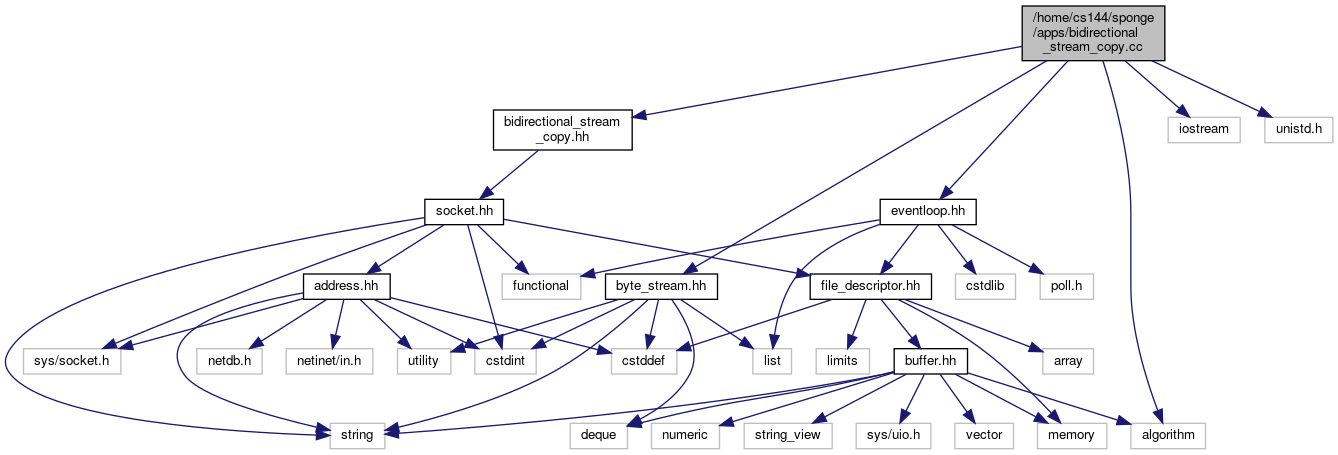 /home/cs144/sponge
/apps/bidirectional
_stream_copy.cc
bidirectional_stream
_copy.hh
iostream
unistd.h
socket.hh
eventloop.hh
address.hh
functional
byte_stream.hh
file_descriptor.hh
cstdlib
poll.h
sys/socket.h
netdb.h
netinet/in.h
utility
cstdint
cstddef
list
limits
buffer.hh
array
string
deque
numeric
string_view
sys/uio.h
vector
memory
algorithm